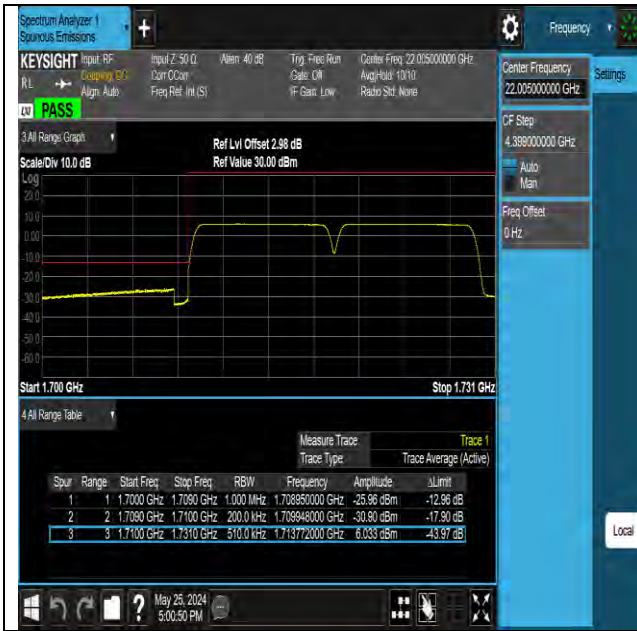 Spectrum Analyzer 1
Spurious Emissions
+
Frequency
KEYSIGHT Input: RF Input Z: 50 Ω Atten: 40 dB Trig: Free Run Center Freq: 22.005000000 GHz
RL Coupling: DC Corr CCorr Gate: Off Avg|Hold: 10/10
Align: Auto Freq Ref: Int (S) IF Gain: Low Radio Std: None
LXI PASS
Center Frequency
22.005000000 GHz
Settings
CF Step
4.399000000 GHz
Auto
Man
Freq Offset
0 Hz
3 All Range Graph
Ref Lvl Offset 2.98 dB
Scale/Div 10.0 dB Ref Value 30.00 dBm
Log
20.0
10.0
0.00
-10.0
-20.0
-30.0
-40.0
-50.0
-60.0
Start 1.700 GHz Stop 1.731 GHz
4 All Range Table
Measure Trace Trace 1
Trace Type Trace Average (Active)
Spur Range Start Freq Stop Freq RBW Frequency Amplitude ΔLimit
1 1 1.7000 GHz 1.7090 GHz 1.000 MHz 1.708950000 GHz -25.96 dBm -12.96 dB
2 2 1.7090 GHz 1.7100 GHz 200.0 kHz 1.709948000 GHz -30.90 dBm -17.90 dB
3 3 1.7100 GHz 1.7310 GHz 510.0 kHz 1.713772000 GHz 6.033 dBm -43.97 dB
Local
? May 25, 2024
5:00:50 PM